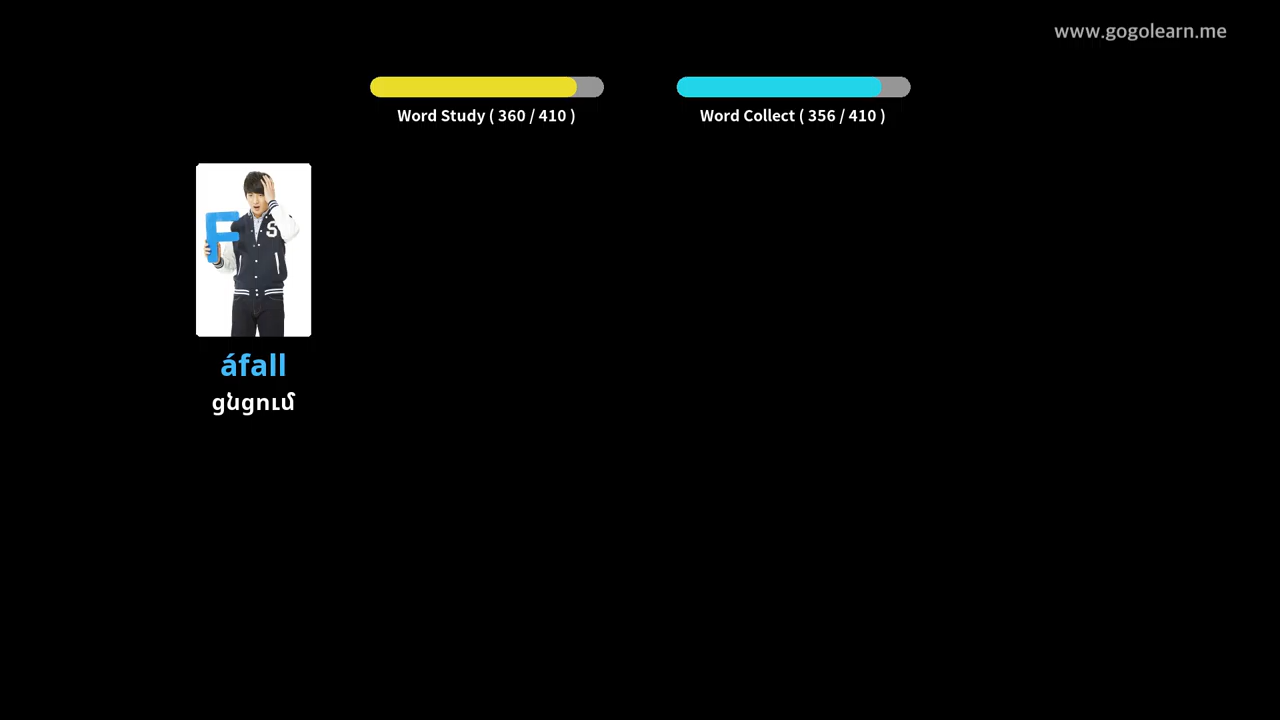 www.gogolearn.me
Word Study ( 360 / 410 )
Word Collect ( 356 / 410 )
F
S
áfall
ցնցում